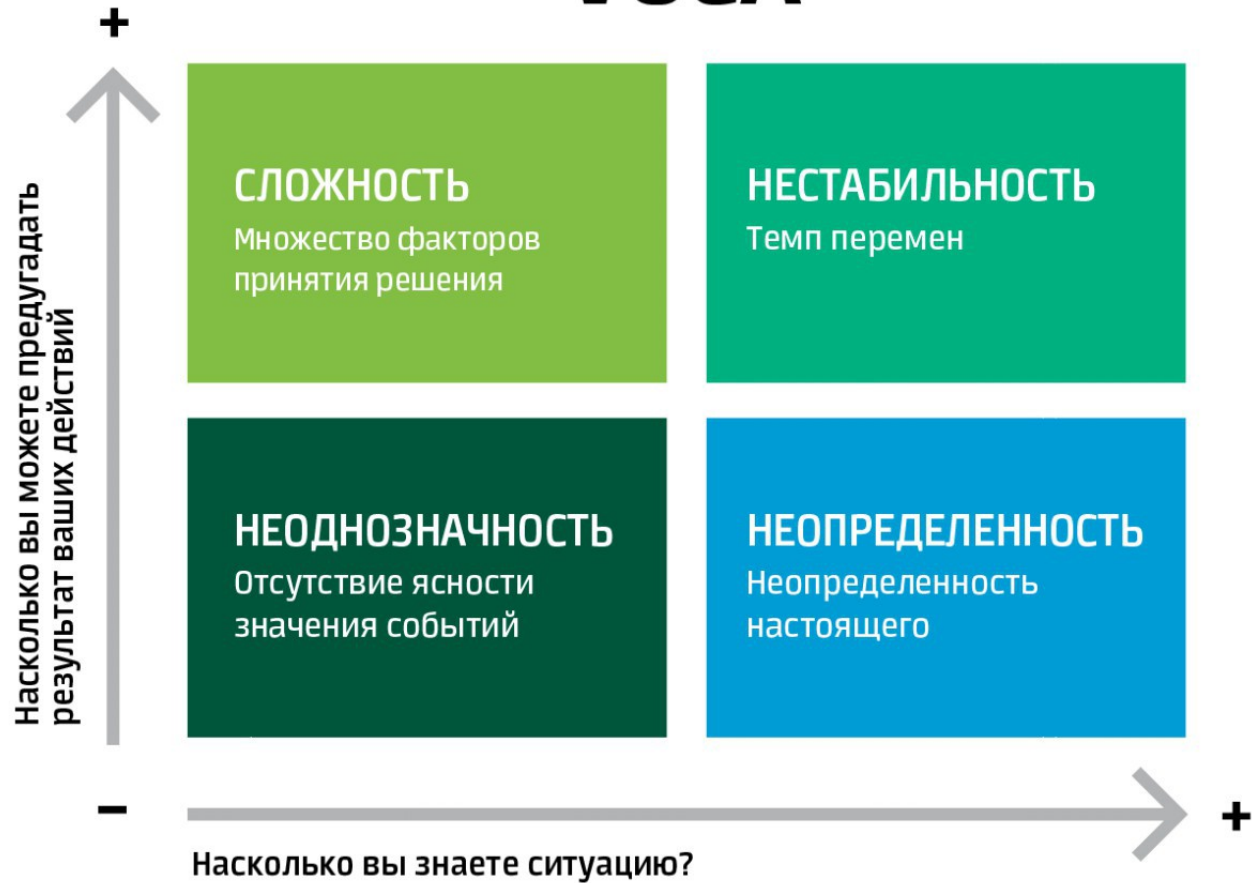 VUCA
+
СЛОЖНОСТЬ
Множество факторов
принятия решения
НЕСТАБИЛЬНОСТЬ
Темп перемен
Насколько вы можете предугадать
результат ваших действий
НЕОДНОЗНАЧНОСТЬ
Отсутствие ясности
значения событий
НЕОПРЕДЕЛЕННОСТЬ
Неопределенность
настоящего
–
+
Насколько вы знаете ситуацию?